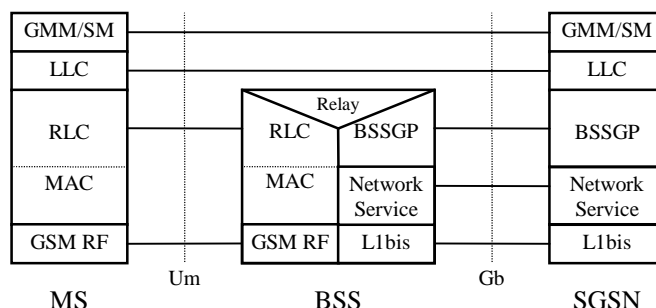 GMM/SM
LLC
RLC
MAC
GSM RF
MS
Um
Relay
RLC
BSSGP
MAC
Network
Service
GSM RF
L1bis
BSS
Gb
GMM/SM
LLC
BSSGP
Network
Service
L1bis
SGSN